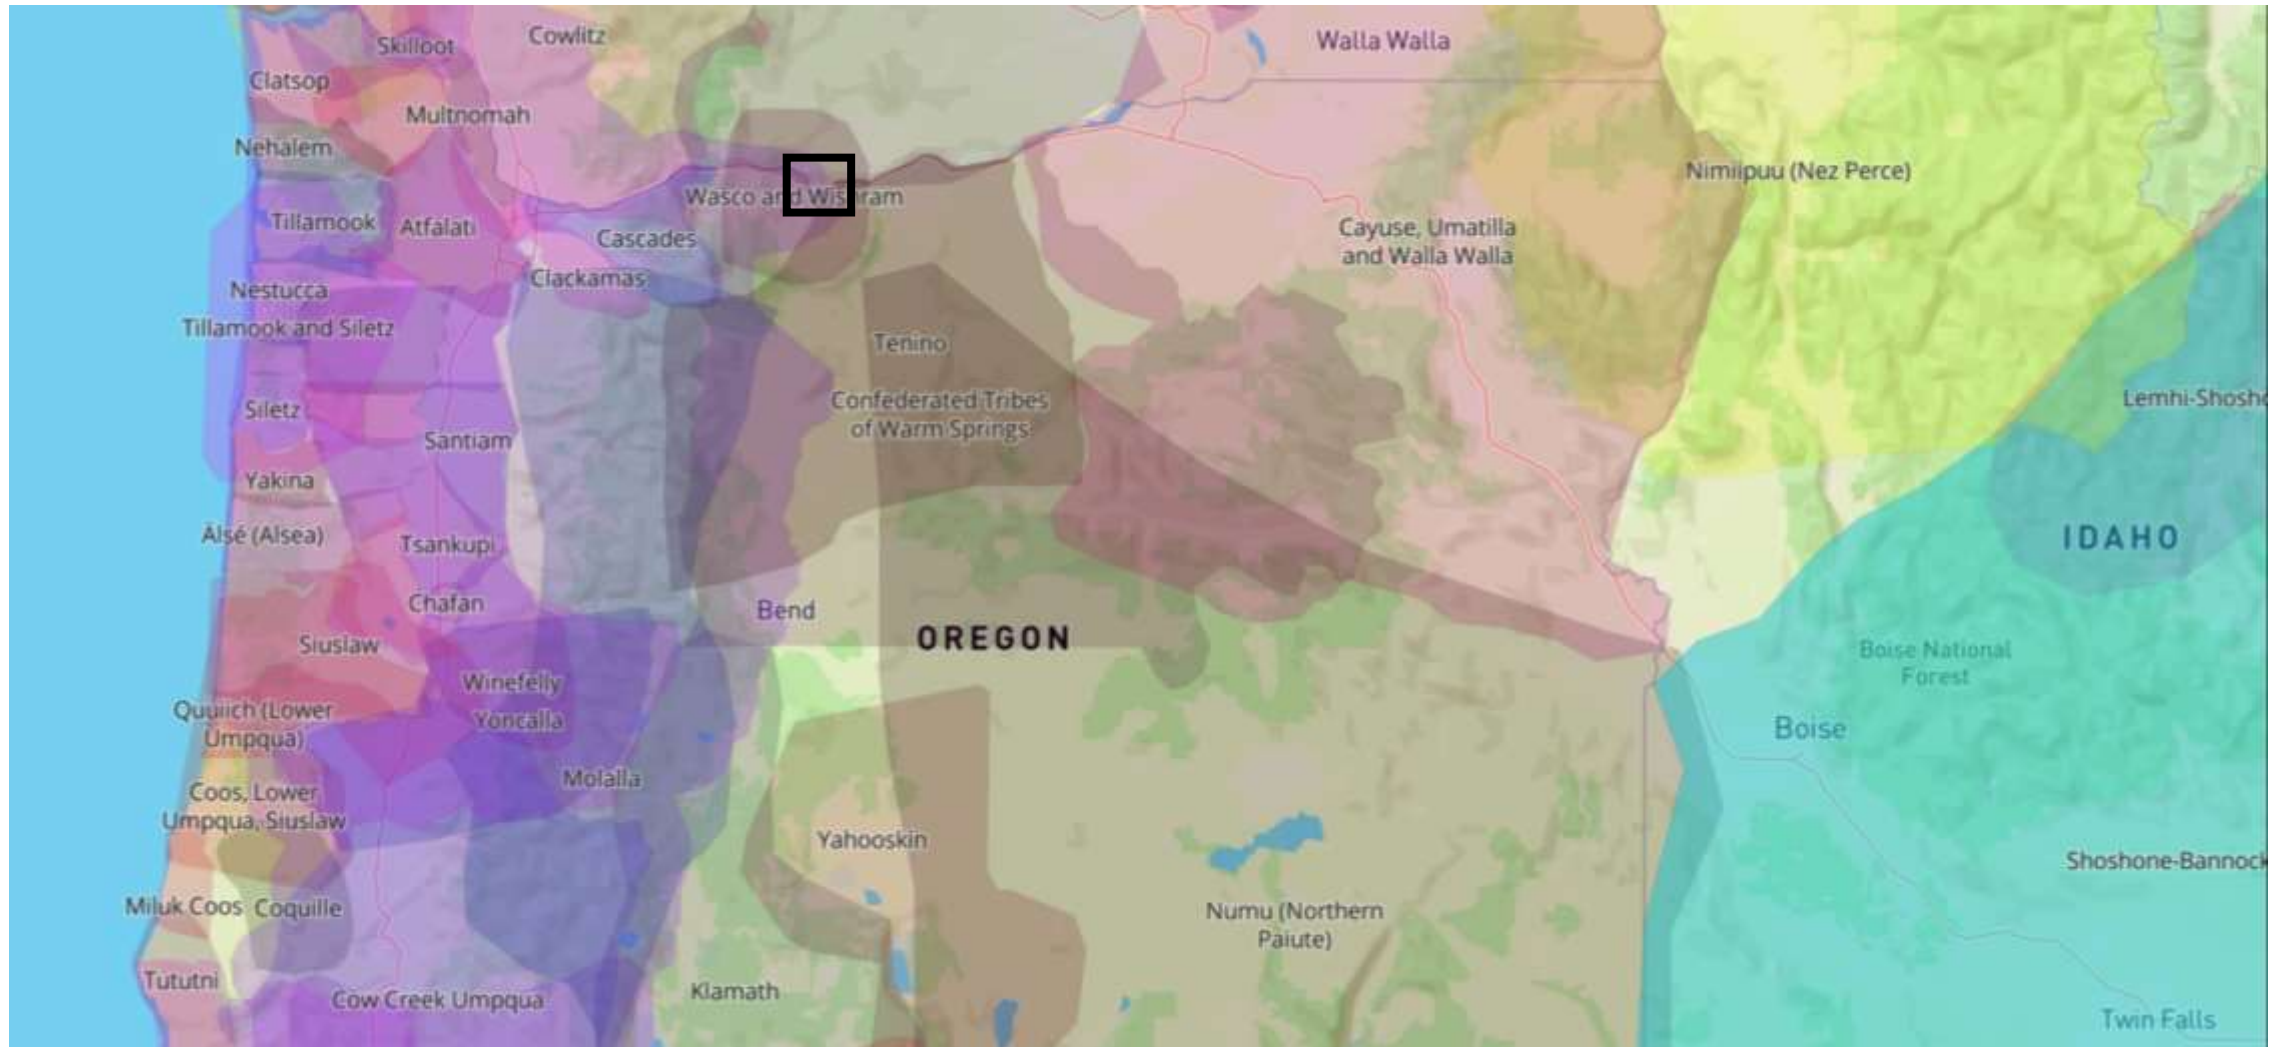 Skilloot
Cowlitz
Walla Walla
Clatsop
Multnomah
Nehalem
Nimiipuu (Nez Perce)
Wasco and Wishram
Tillamook
Atfalati
Cascades
Cayuse, Umatilla
and Walla Walla
Clackamas
Nestucca
Tillamook and Siletz
Tenino
Confederated Tribes
of Warm Springs
Lemhi-Shosho
Siletz
Santiam
Yakina
Alsé (Alsea)
Tsankupi
IDAHO
Chafan
Bend
OREGON
Siuslaw
Boise National
Forest
Winefelly
Quuiich (Lower
Umpqua)
Yoncalla
Boise
Molalla
Coos, Lower
Umpqua, Siuslaw
Yahooskin
Shoshone-Bannock
Miluk Coos
Coquille
Numu (Northern
Paiute)
Tututni
Klamath
Cow Creek Umpqua
Twin Falls